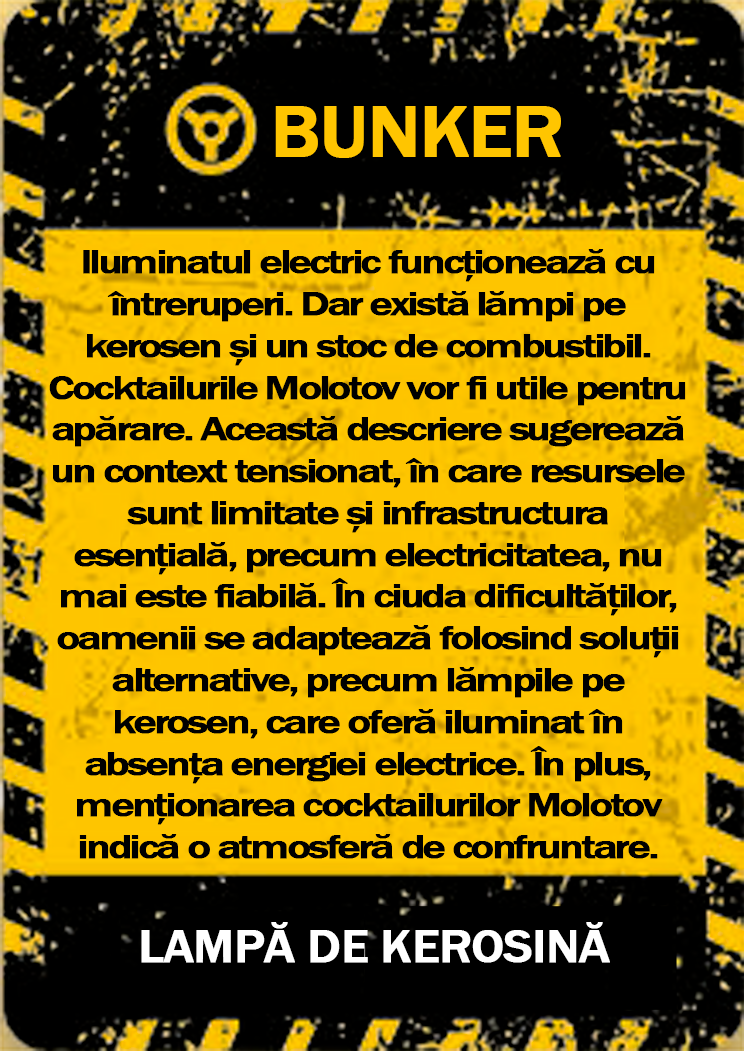 BUNKER
Iluminatul electric funcționează cu
întreruperi. Dar există lămpi pe
kerosen și un stoc de combustibil.
Cocktailurile Molotov vor fi utile pentru
apărare. Această descriere sugerează
un context tensionat, în care resursele
sunt limitate și infrastructura
esențială, precum electricitatea, nu
mai este fiabilă. În ciuda dificultăților,
oamenii se adaptează folosind soluții
alternative, precum lămpile pe
kerosen, care oferă iluminat în
absența energiei electrice. În plus,
menționarea cocktailurilor Molotov
indică o atmosferă de confruntare.
LAMPĂ DE KEROSINĂ